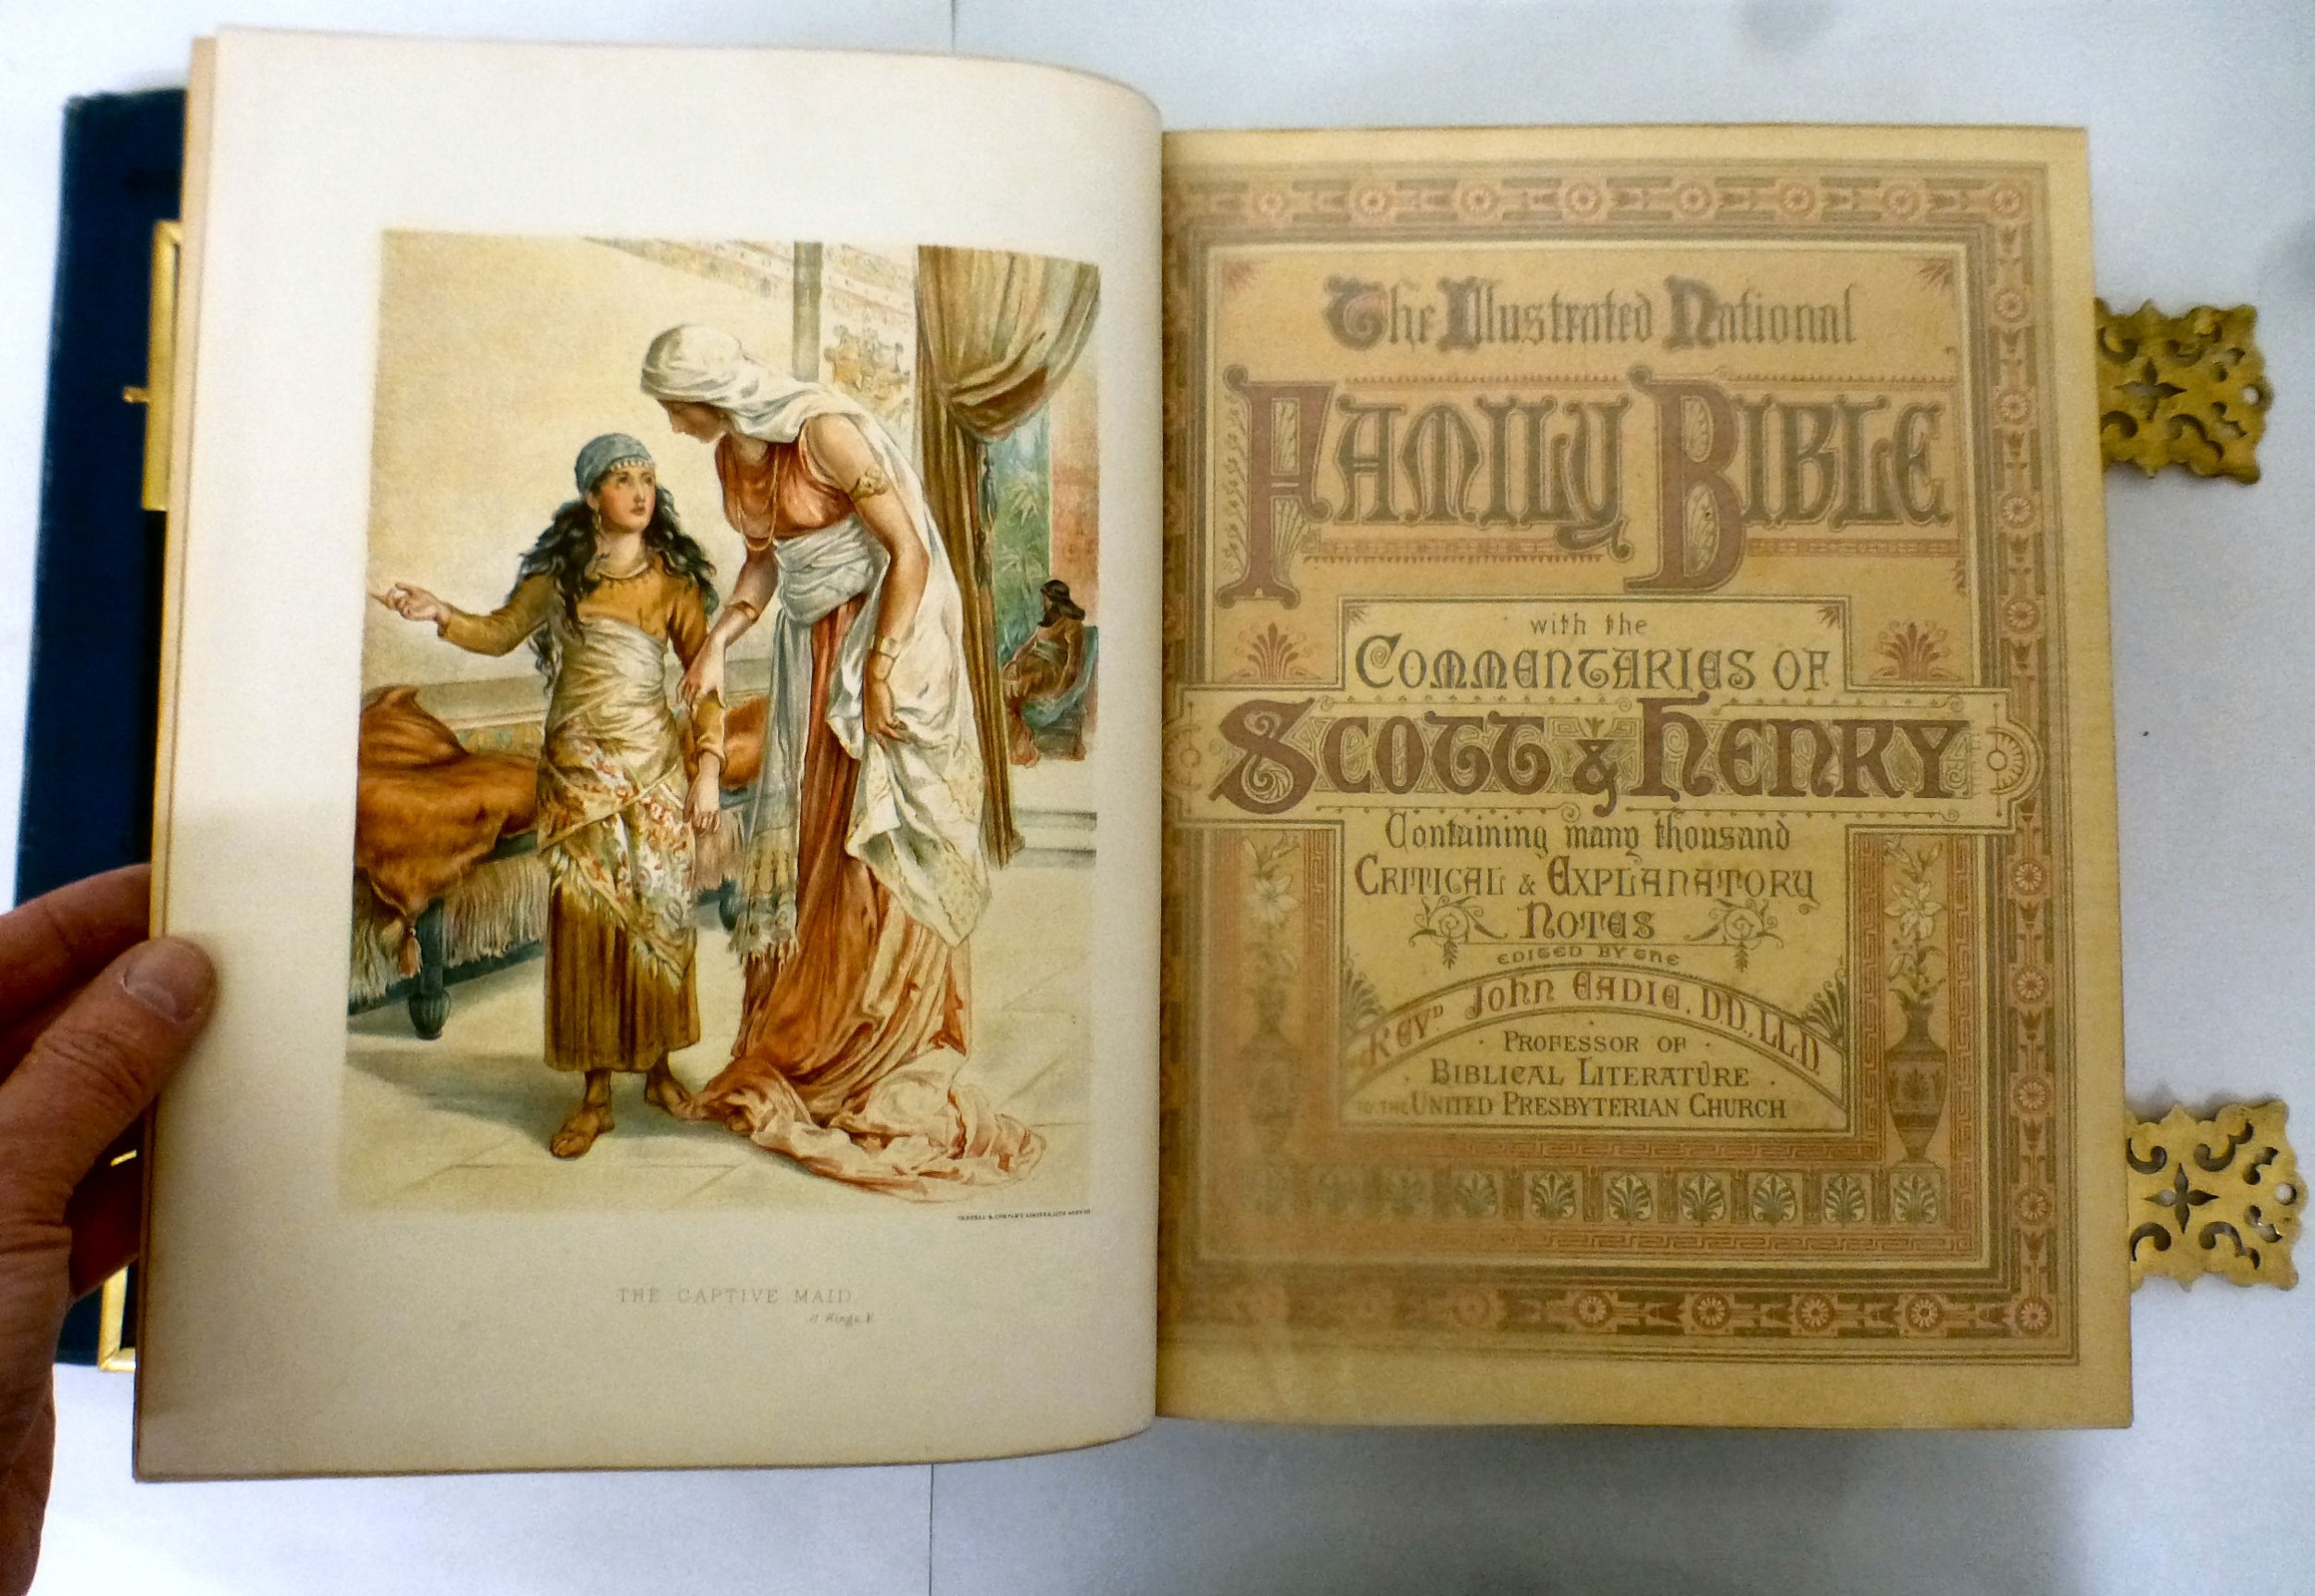 THE CAPTIVE MAID
II Kings. V.
The Illustrated National
FAMILY BIBLE
with the
COMMENTARIES OF
SCOTT & HENRY
Containing many thousand
CRITICAL & EXPLANATORY
NOTES
EDITED BY THE
REVD JOHN EADIE, D.D., LLD.
PROFESSOR OF
BIBLICAL LITERATURE
TO THE UNITED PRESBYTERIAN CHURCH